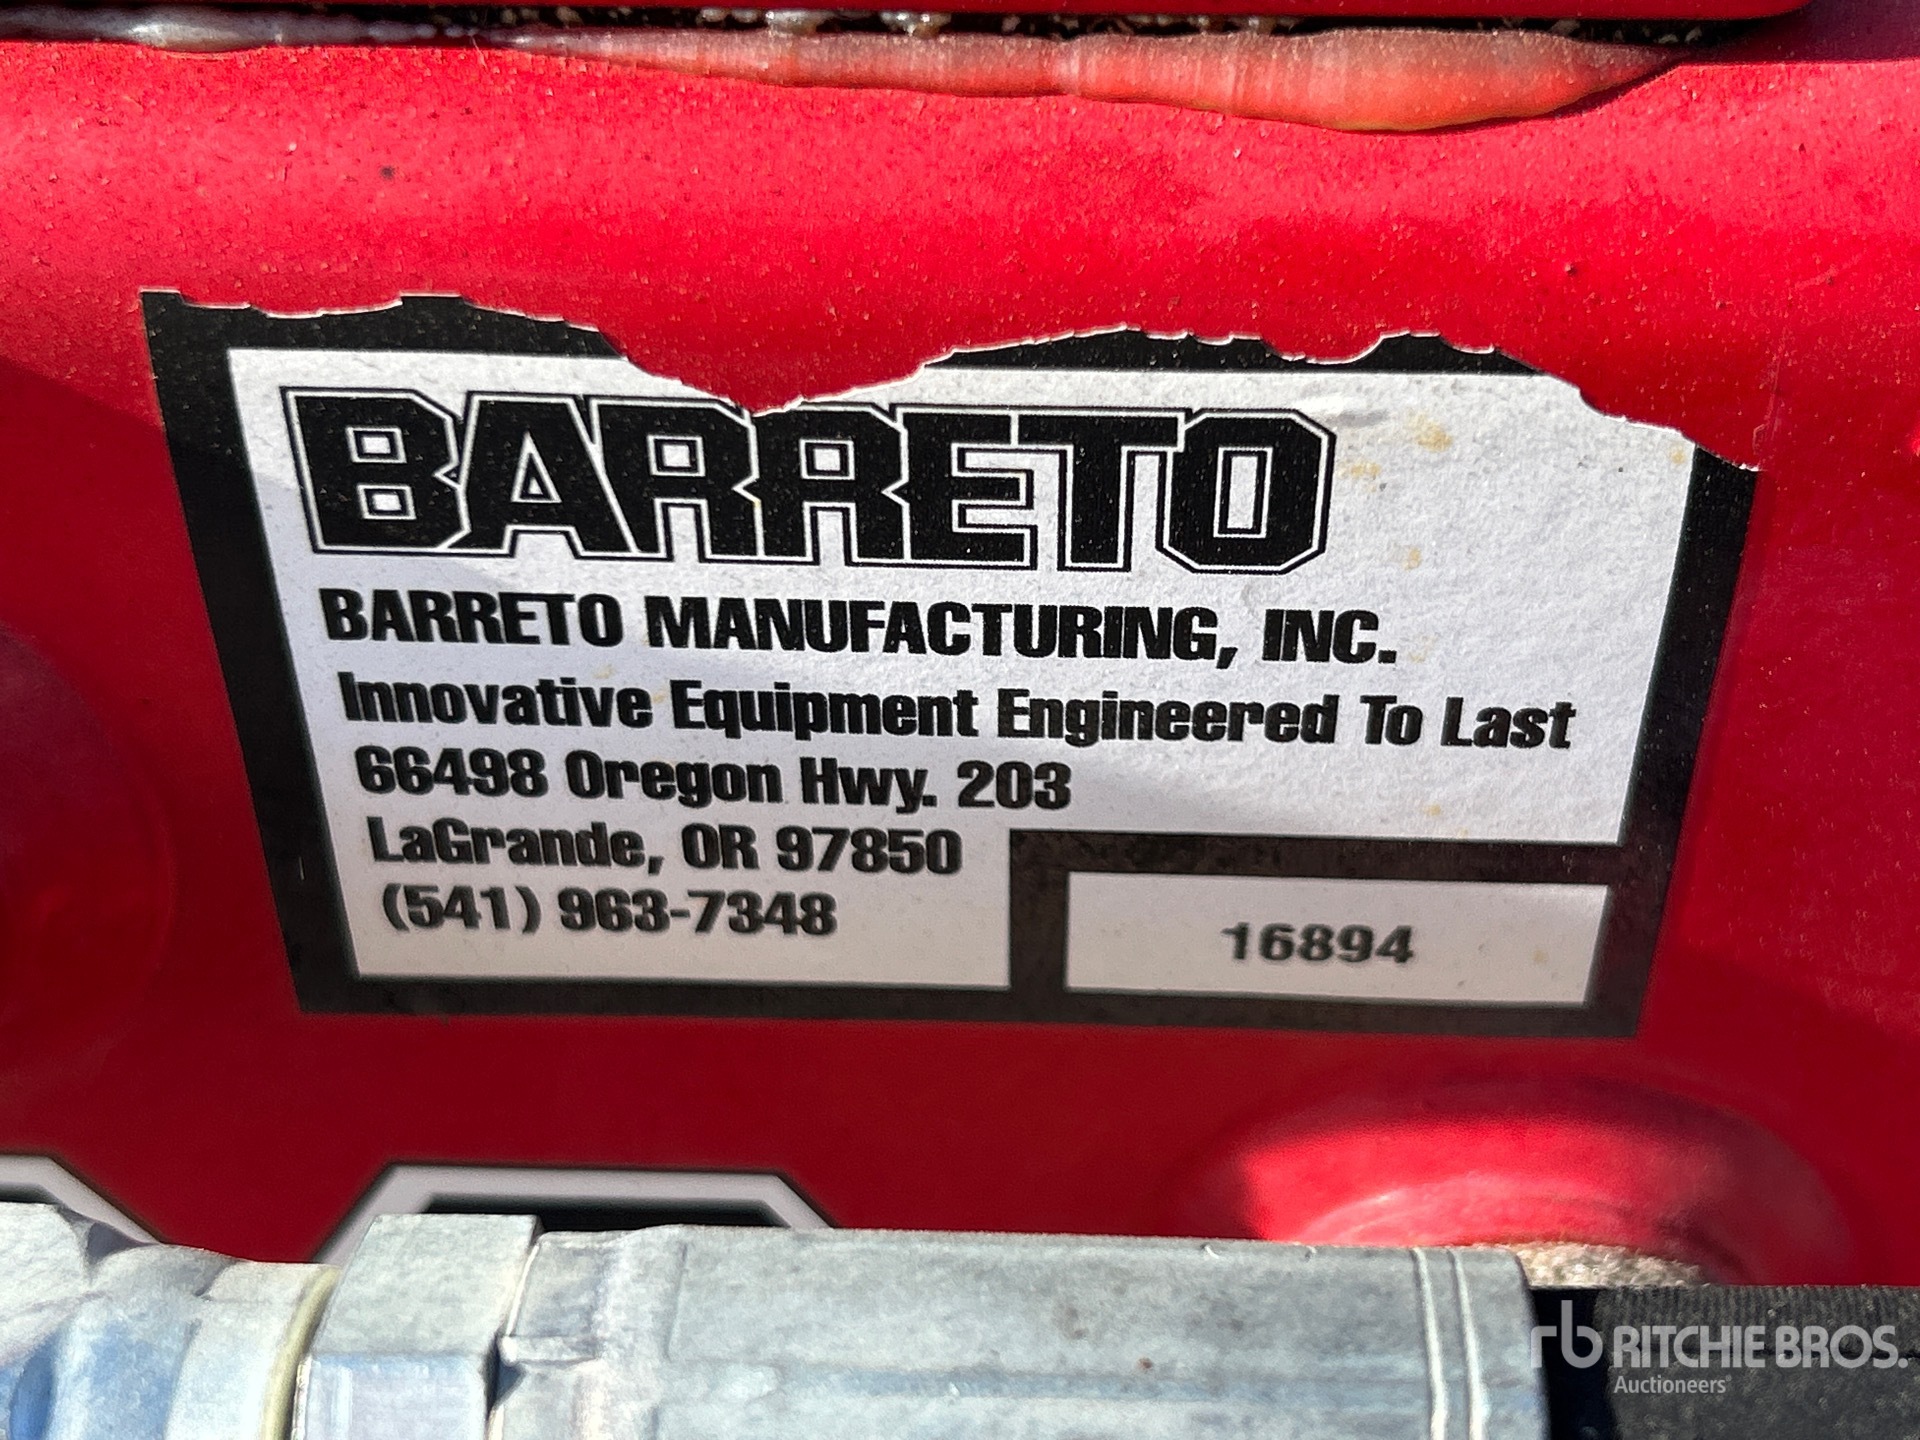 BARRETO
BARRETO MANUFACTURING, INC.
Innovative Equipment Engineered To Last
66498 Oregon Hwy. 203
LaGrande, OR 97850
(541) 963-7348
16894
rb RITCHIE BROS.
Auctioneers